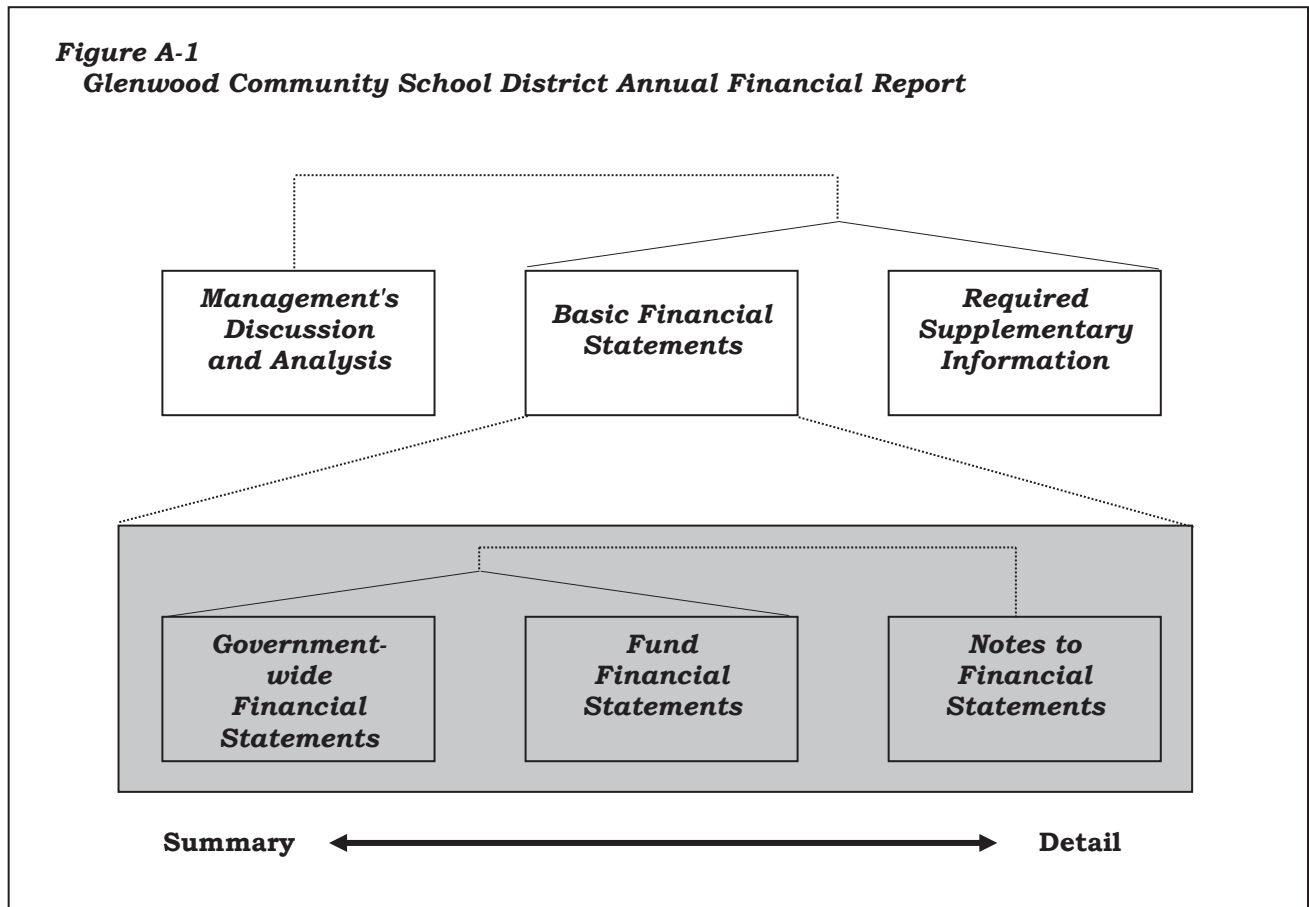 Figure A-1
Glenwood Community School District Annual Financial Report
Management's
Discussion
and Analysis
Basic Financial
Statements
Required
Supplementary
Information
Government-
wide
Financial
Statements
Fund
Financial
Statements
Notes to
Financial
Statements
Summary
Detail